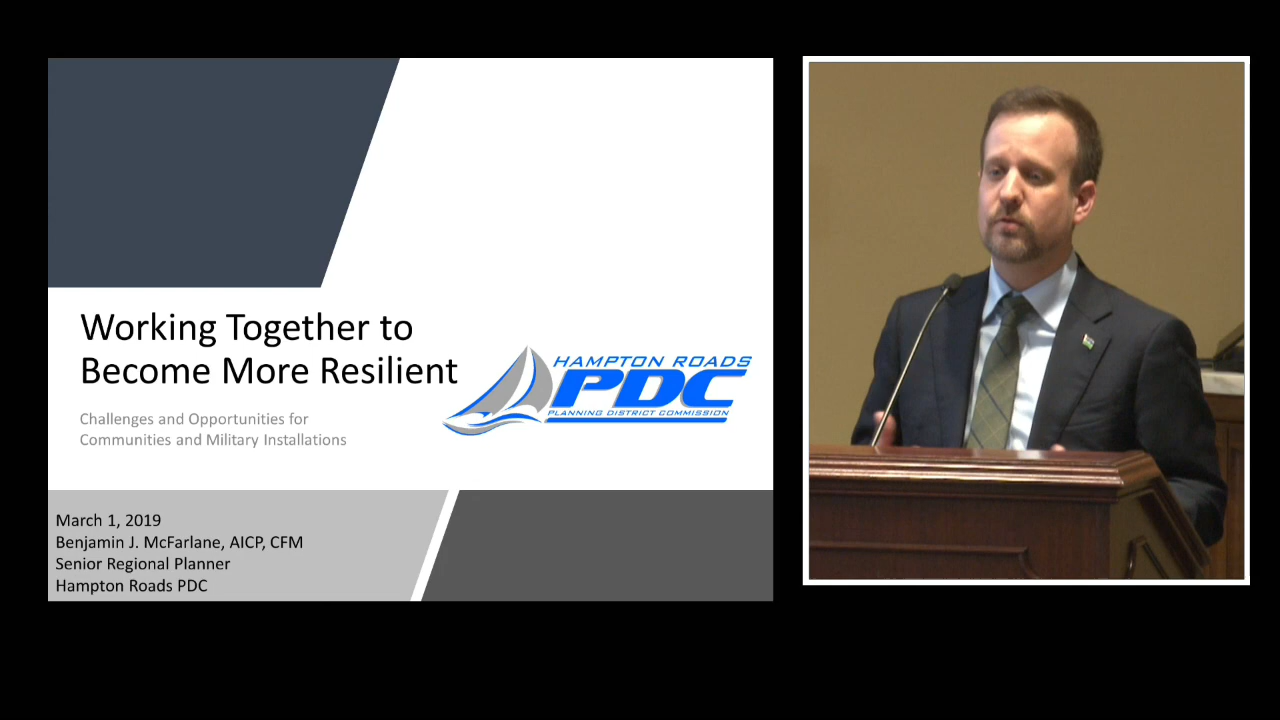 Working Together to
Become More Resilient
HAMPTON ROADS
PDC
PLANNING DISTRICT COMMISSION
Challenges and Opportunities for
Communities and Military Installations
March 1, 2019
Benjamin J. McFarlane, AICP, CFM
Senior Regional Planner
Hampton Roads PDC